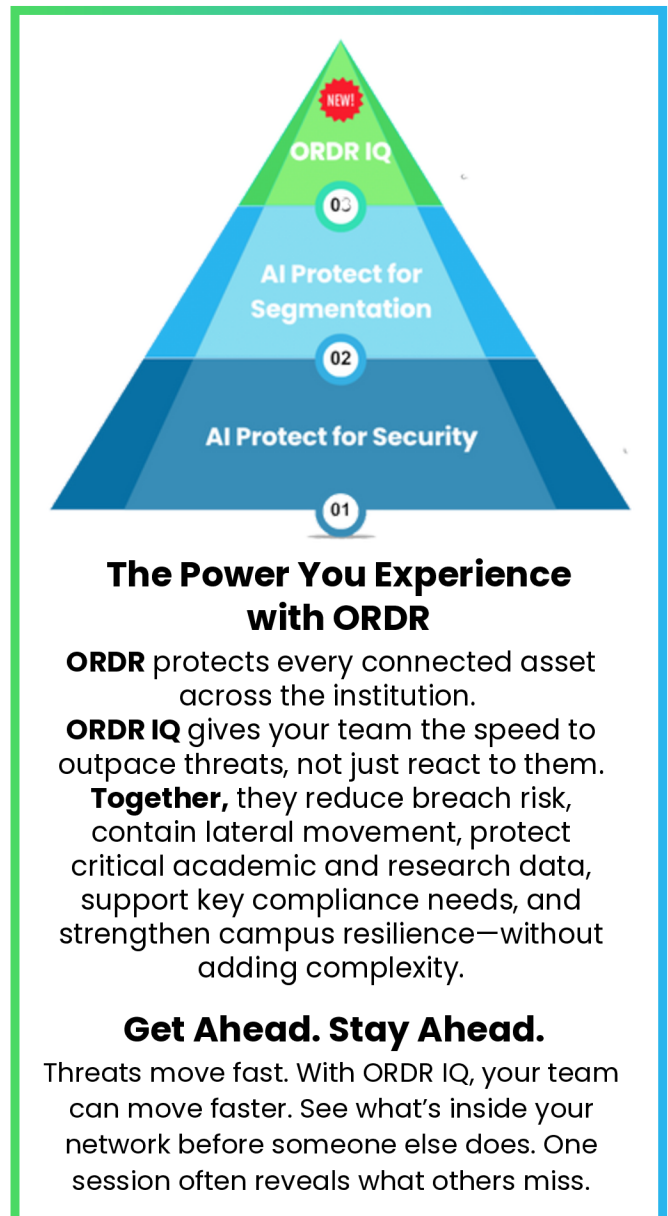 NEW!
ORDR IQ
03
AI Protect for
Segmentation
02
AI Protect for Security
01
The Power You Experience
with ORDR
ORDR protects every connected asset
across the institution.
ORDR IQ gives your team the speed to
outpace threats, not just react to them.
Together, they reduce breach risk,
contain lateral movement, protect
critical academic and research data,
support key compliance needs, and
strengthen campus resilience—without
adding complexity.
Get Ahead. Stay Ahead.
Threats move fast. With ORDR IQ, your team
can move faster. See what’s inside your
network before someone else does. One
session often reveals what others miss.